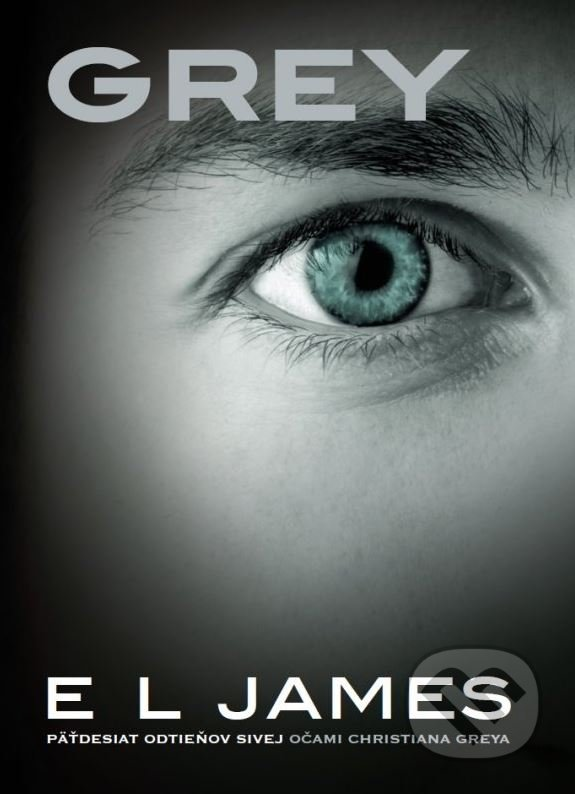 GREY
E L JAMES
PÄŤDESIAT ODTIEŇOV SIVEJ OČAMI CHRISTIANA GREYA